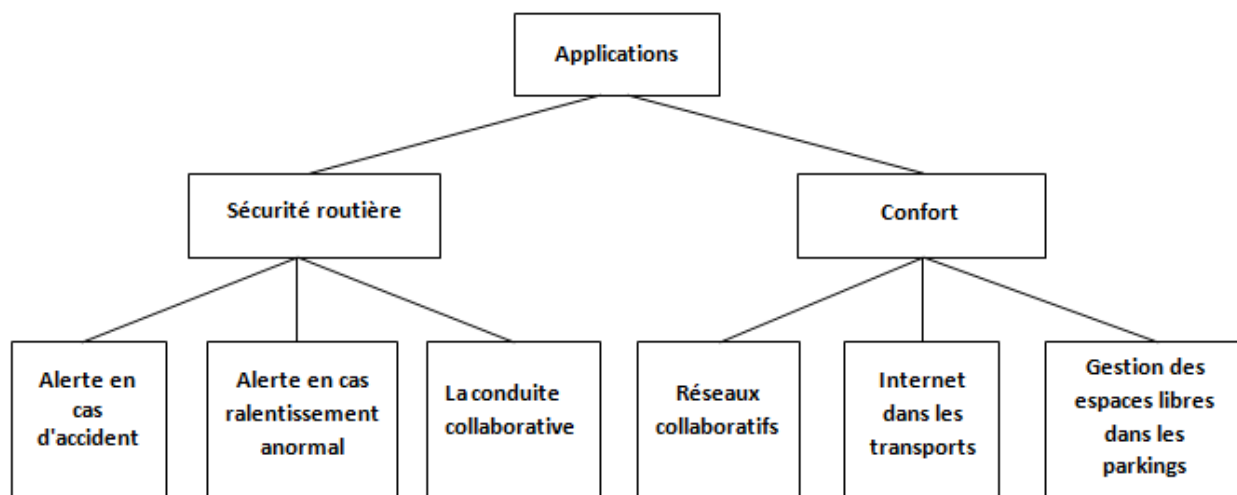 Applications
Sécurité routière
Confort
Alerte en
cas
d'accident
Alerte en cas
ralentissement
anormal
La conduite
collaborative
Réseaux
collaboratifs
Internet
dans les
transports
Gestion des
espaces libres
dans les
parkings